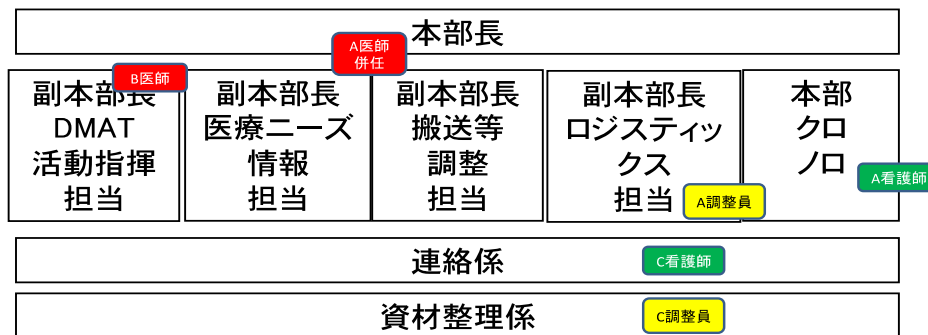 本部長
A医師
併任
B医師
副本部長
DMAT
活動指揮
担当
副本部長
医療ニーズ
情報
担当
副本部長
搬送等
調整
担当
副本部長
ロジスティッ
クス
担当
A調整員
本部
クロ
ノロ
A看護師
連絡係
C看護師
資材整理係
C調整員